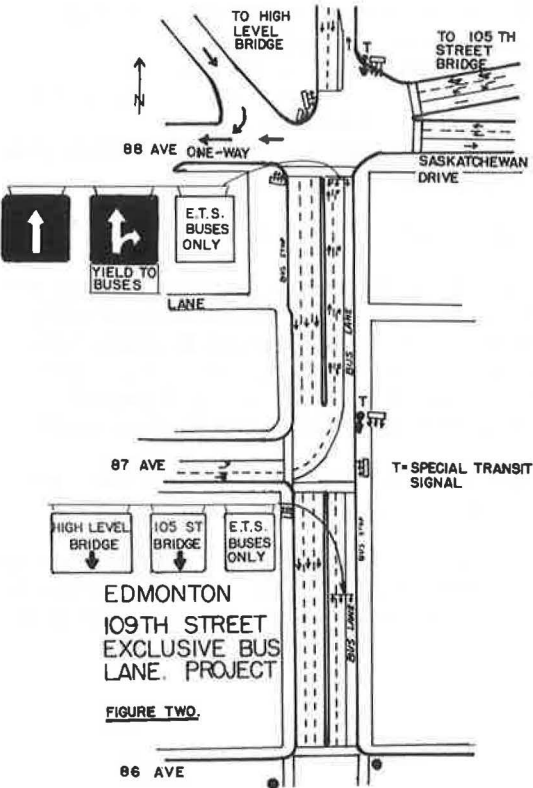 TO HIGH
LEVEL
BRIDGE
T
TO 105 TH
STREET
BRIDGE
N
88 AVE ONE-WAY
SASKATCHEWAN
DRIVE
E.T.S.
BUSES
ONLY
YIELD TO
BUSES
BUS STOP
LANE
BUS LANE
T
87 AVE
T=SPECIAL TRANSIT
SIGNAL
HIGH LEVEL
BRIDGE
105 ST
BRIDGE
E.T.S.
BUSES
ONLY
BUS STOP
BUS LANE
EDMONTON
109TH STREET
EXCLUSIVE BUS
LANE. PROJECT
FIGURE TWO.
86 AVE